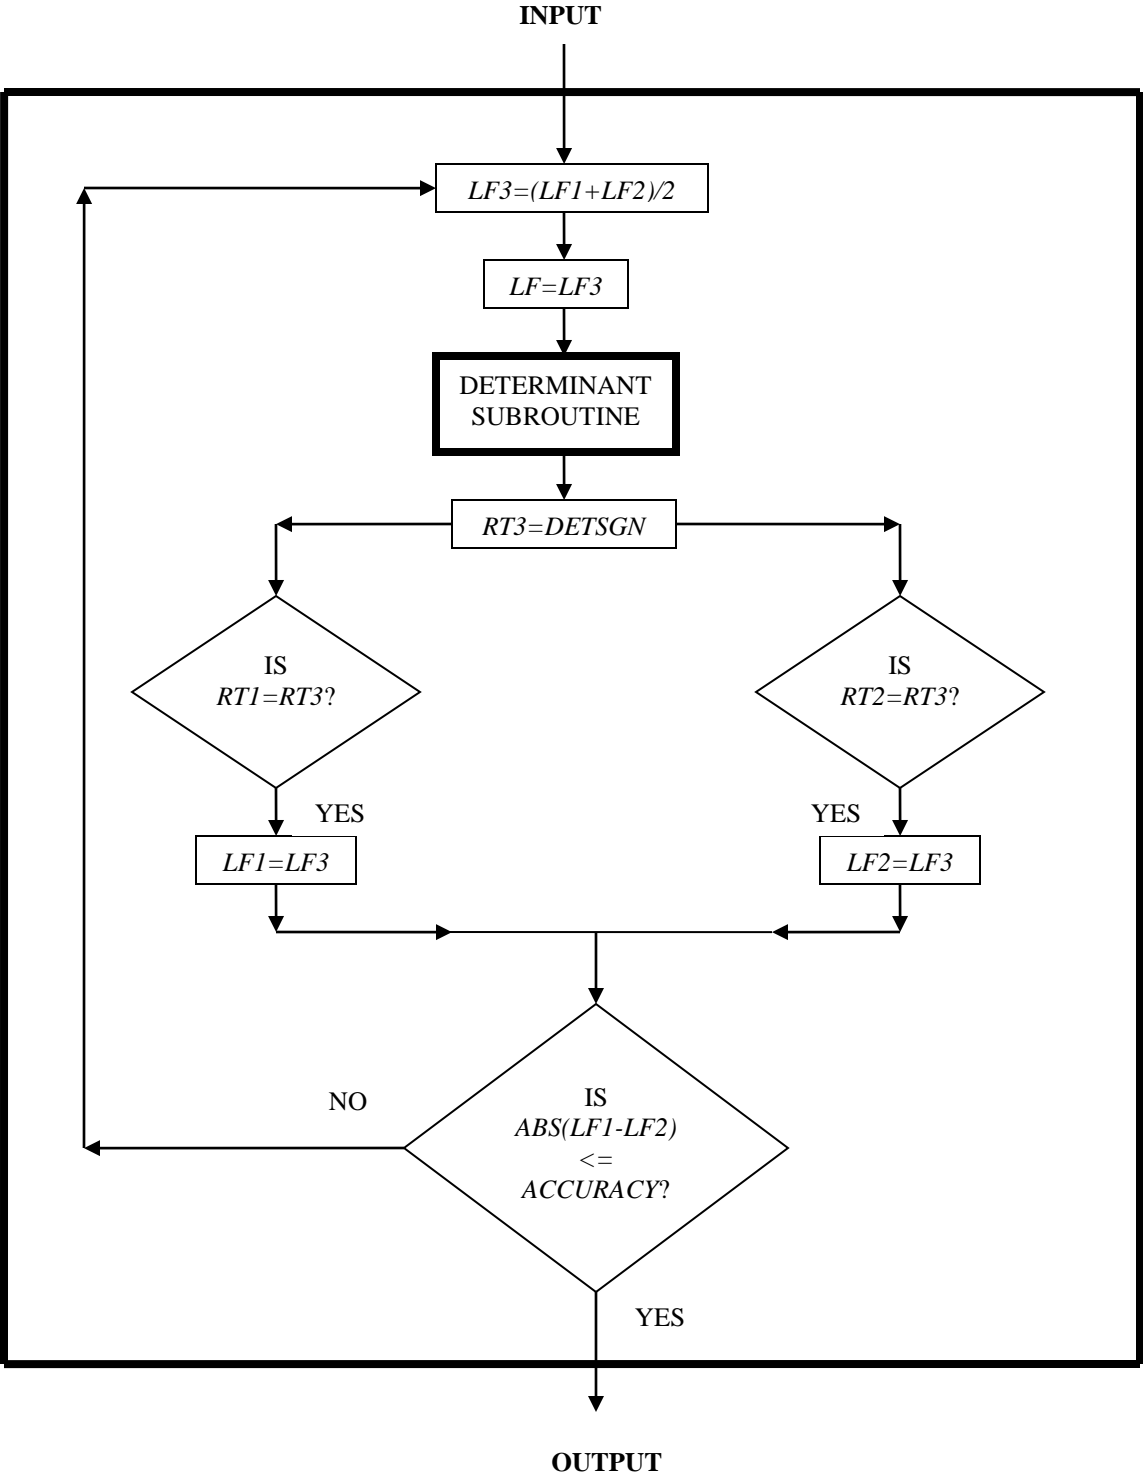 INPUT
LF3=(LF1+LF2)/2
LF=LF3
DETERMINANT
SUBROUTINE
RT3=DETSGN
IS
RT1=RT3?
IS
RT2=RT3?
YES
YES
LF1=LF3
LF2=LF3
NO
IS
ABS(LF1-LF2)
<=
ACCURACY?
YES
OUTPUT